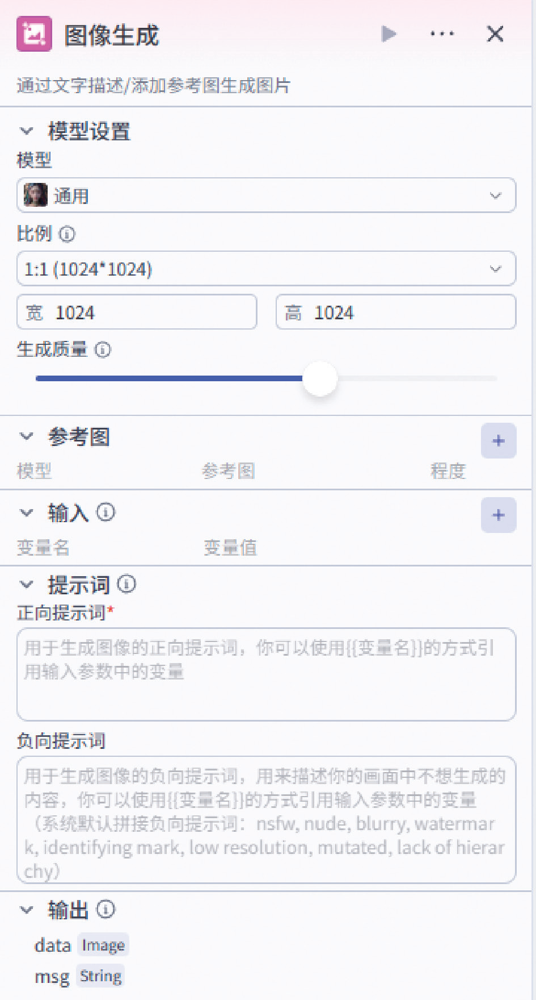 图像生成
通过文字描述/添加参考图生成图片
模型设置
模型
通用
比例
1:1 (1024*1024)
宽 1024 高 1024
生成质量
参考图
模型 参考图 程度
输入
变量名 变量值
提示词
正向提示词*
用于生成图像的正向提示词，你可以使用{{变量名}}的方式引
用输入参数中的变量
负向提示词
用于生成图像的负向提示词，用来描述你的画面中不想生成的
内容，你可以使用{{变量名}}的方式引用输入参数中的变量
（系统默认拼接负向提示词：nsfw, nude, blurry, watermar
k, identifying mark, low resolution, mutated, lack of hierar
chy）
输出
data Image
msg String